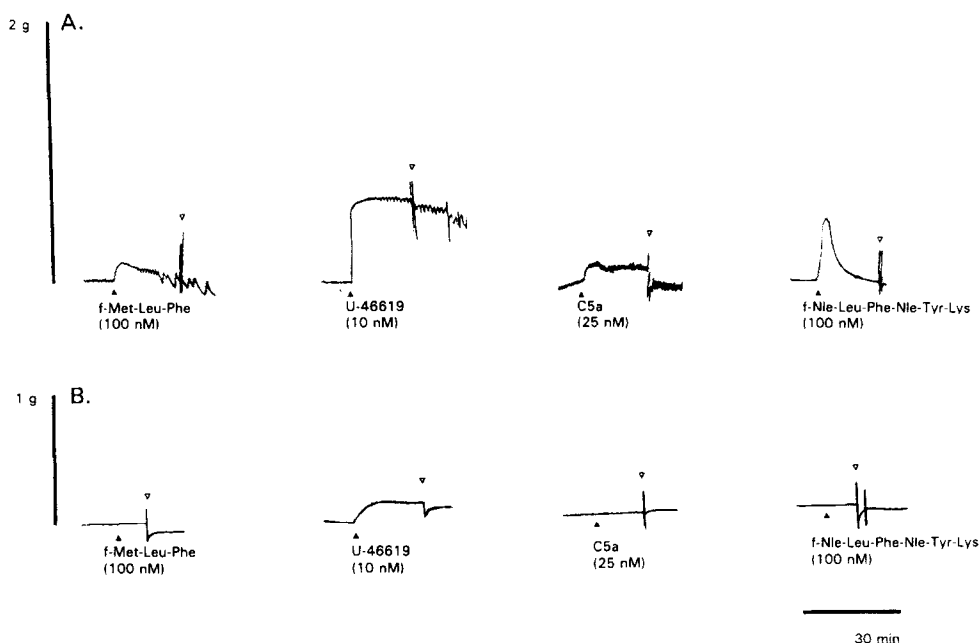 2 g
A.
f-Met-Leu-Phe
(100 nM)
U-46619
(10 nM)
C5a
(25 nM)
f-Nle-Leu-Phe-Nle-Tyr-Lys
(100 nM)
1 g
B.
f-Met-Leu-Phe
(100 nM)
U-46619
(10 nM)
C5a
(25 nM)
f-Nle-Leu-Phe-Nle-Tyr-Lys
(100 nM)
30 min